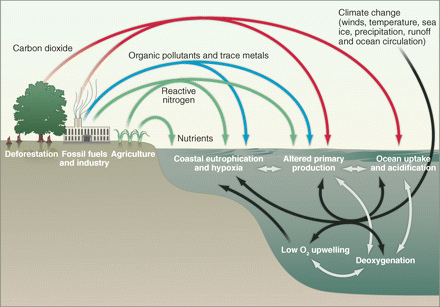 Climate change
(winds, temperature, sea
ice, precipitation, runoff
and ocean circulation)
Carbon dioxide
Organic pollutants and trace metals
Reactive
nitrogen
Nutrients
Deforestation
Fossil fuels
and industry
Agriculture
Coastal eutrophication
and hypoxia
Altered primary
production
Ocean uptake
and acidification
Low O₂ upwelling
Deoxygenation